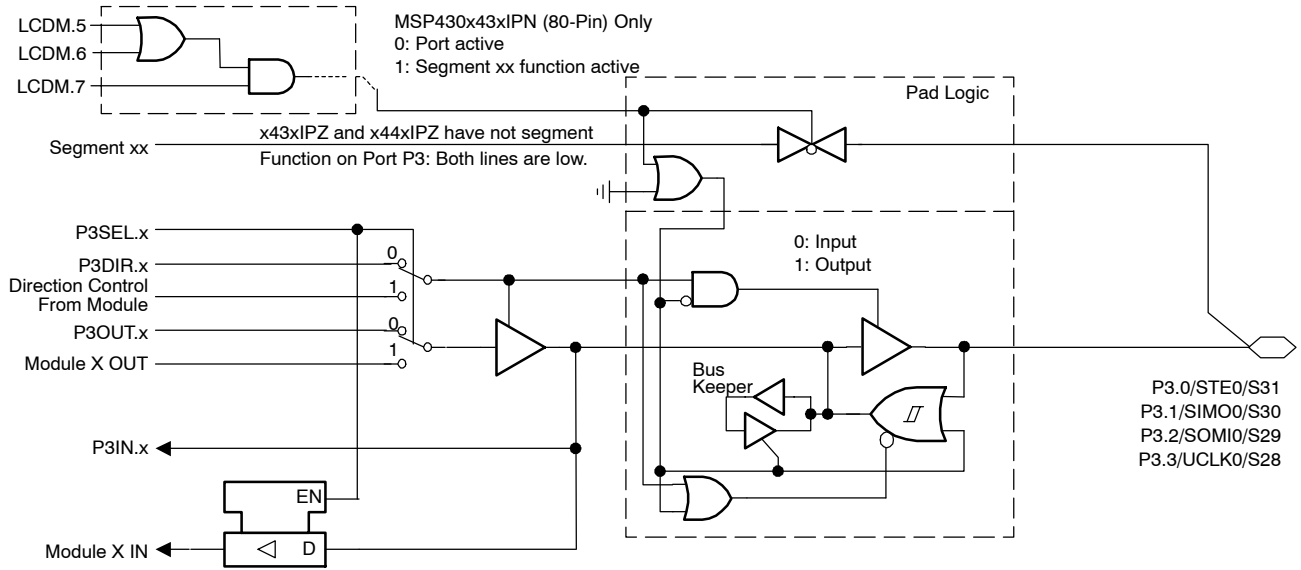 LCDM.5
LCDM.6
LCDM.7
MSP430x43xIPN (80-Pin) Only
0: Port active
1: Segment xx function active
Pad Logic
Segment xx
x43xIPZ and x44xIPZ have not segment
Function on Port P3: Both lines are low.
P3SEL.x
P3DIR.x
0
Direction Control
From Module
1
P3OUT.x
0
Module X OUT
1
0: Input
1: Output
Bus
Keeper
P3IN.x
EN
D
Module X IN
P3.0/STE0/S31
P3.1/SIMO0/S30
P3.2/SOMI0/S29
P3.3/UCLK0/S28